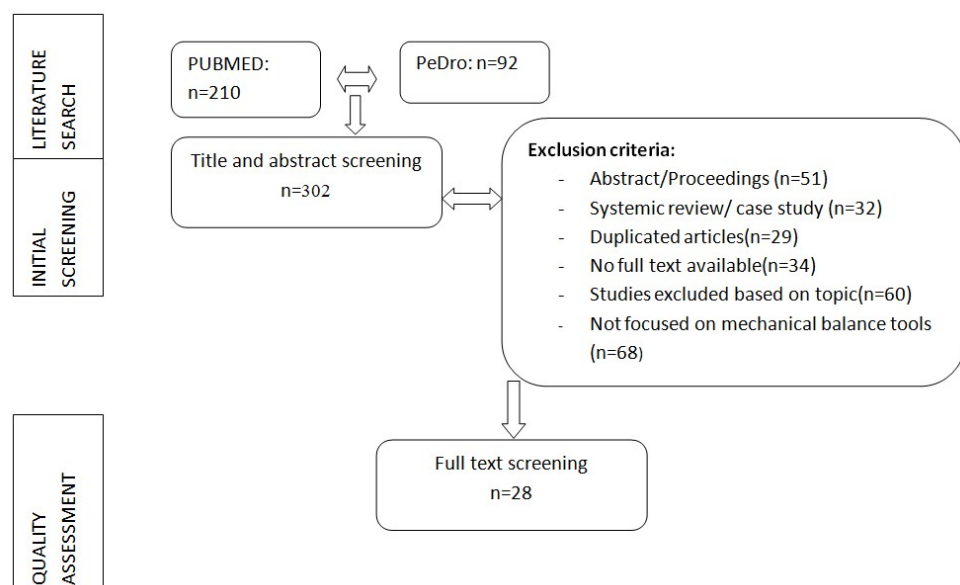 LITERATURE
SEARCH
PUBMED:
n=210
PeDro: n=92
INITIAL
SCREENING
Title and abstract screening
n=302
Exclusion criteria:
- Abstract/Proceedings (n=51)
- Systemic review/ case study (n=32)
- Duplicated articles(n=29)
- No full text available(n=34)
- Studies excluded based on topic(n=60)
- Not focused on mechanical balance tools
(n=68)
QUALITY
ASSESSMENT
Full text screening
n=28